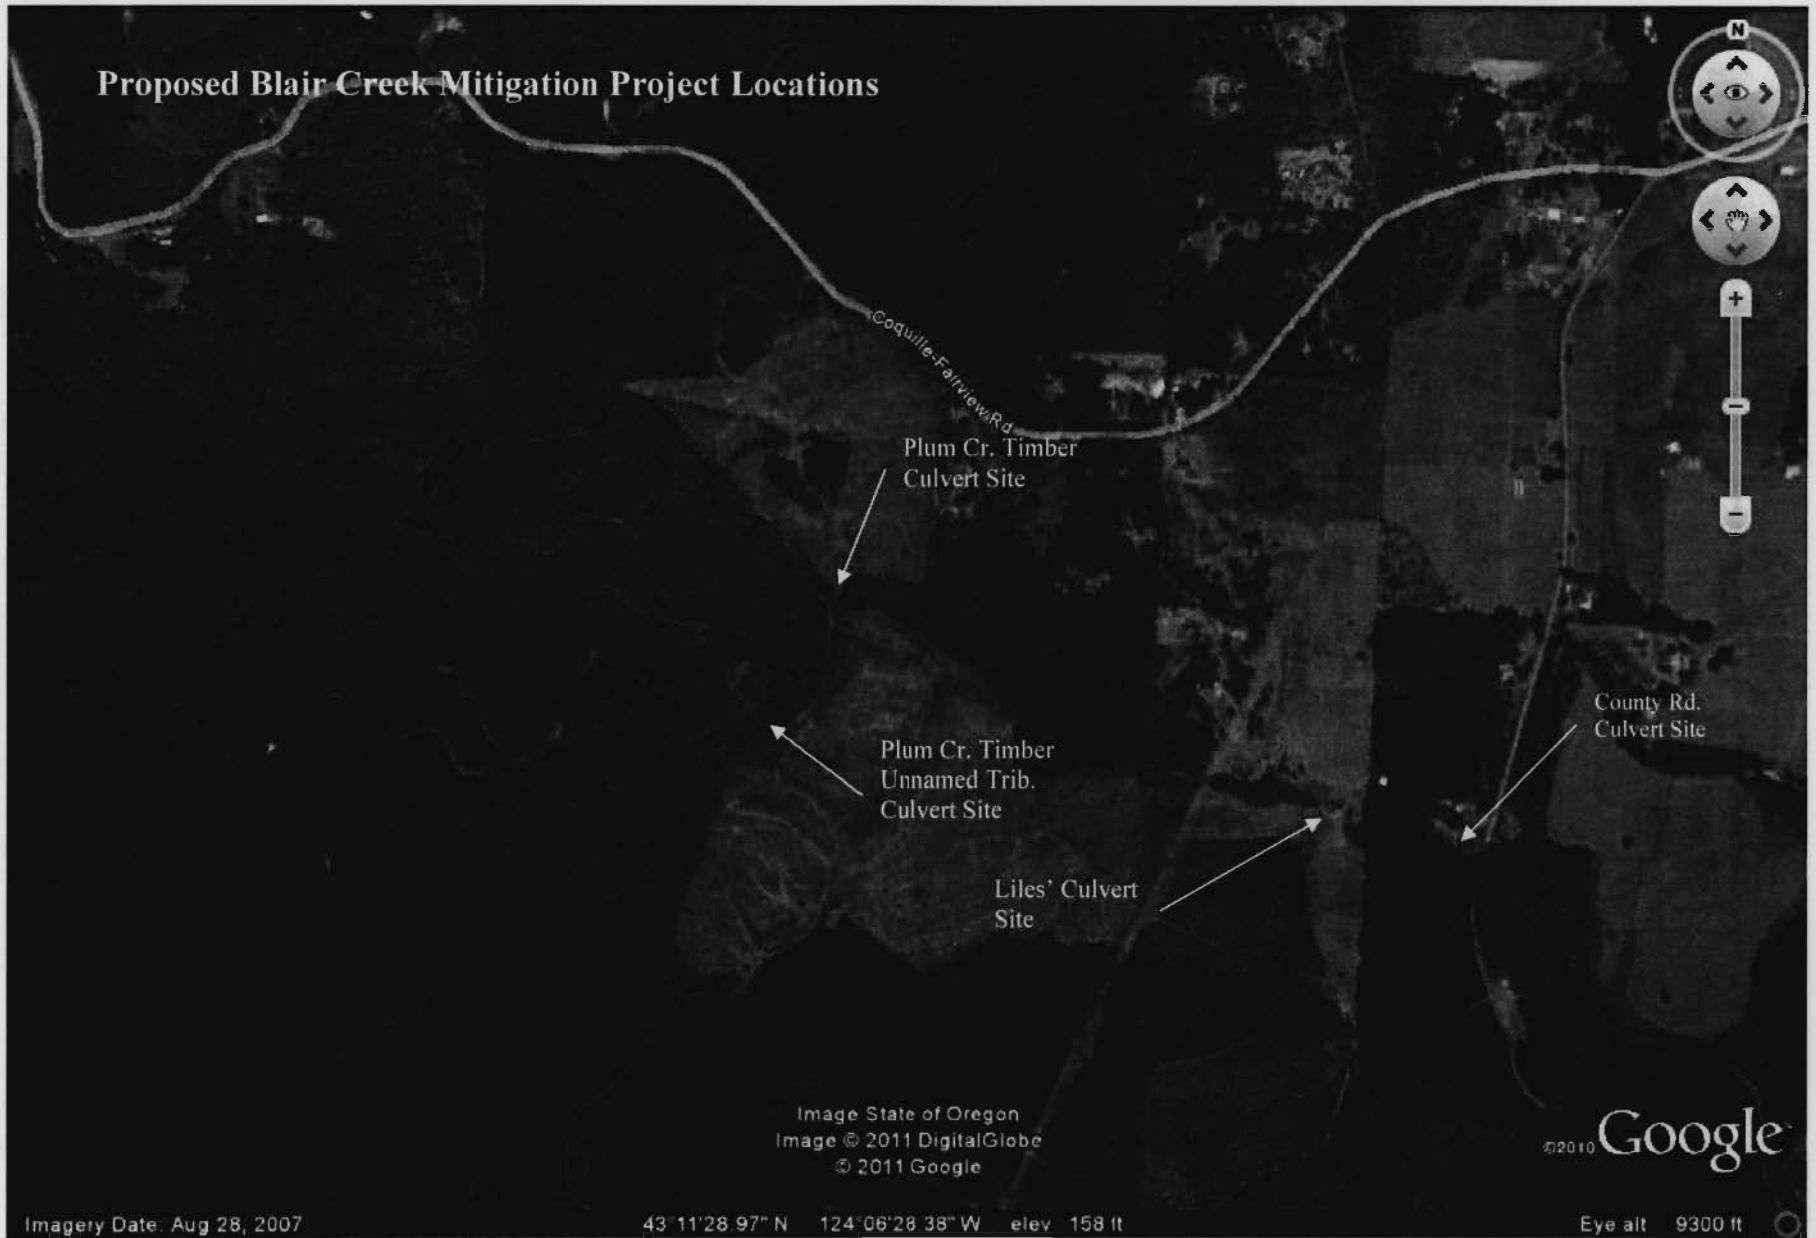 Proposed Blair Creek Mitigation Project Locations
N
Coquille-Fairview Rd
Plum Cr. Timber
Culvert Site
County Rd.
Culvert Site
Plum Cr. Timber
Unnamed Trib.
Culvert Site
Liles' Culvert
Site
Image State of Oregon
Image © 2011 DigitalGlobe
© 2011 Google
©2010 Google
Imagery Date: Aug 28, 2007
43°11'28.97" N 124°06'28.38" W elev 158 ft
Eye alt 9300 ft